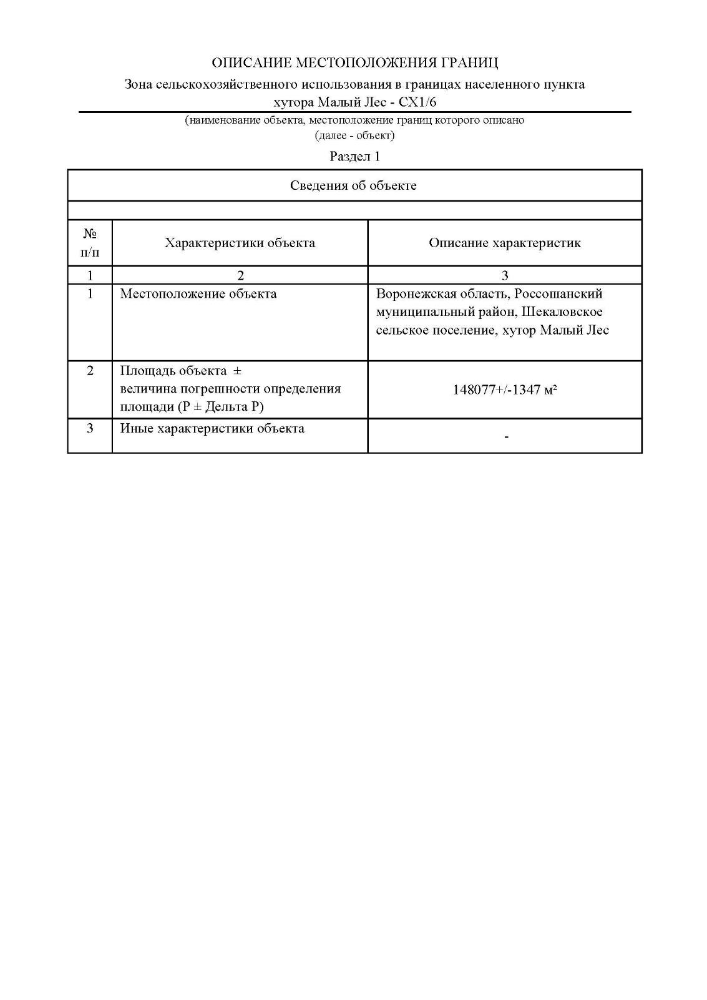 ОПИСАНИЕ МЕСТОПОЛОЖЕНИЯ ГРАНИЦ
Зона сельскохозяйственного использования в границах населенного пункта
хутора Малый Лес - СХ1/6
(наименование объекта, местоположение границ которого описано
(далее - объект)
Раздел 1
Сведения об объекте
№
п/п
Характеристики объекта
Описание характеристик
1
2
3
1
Местоположение объекта
Воронежская область, Россошанский
муниципальный район, Шекаловское
сельское поселение, хутор Малый Лес
2
Площадь объекта ±
величина погрешности определения
площади (P ± Дельта P)
148077+/-1347 м²
3
Иные характеристики объекта
-